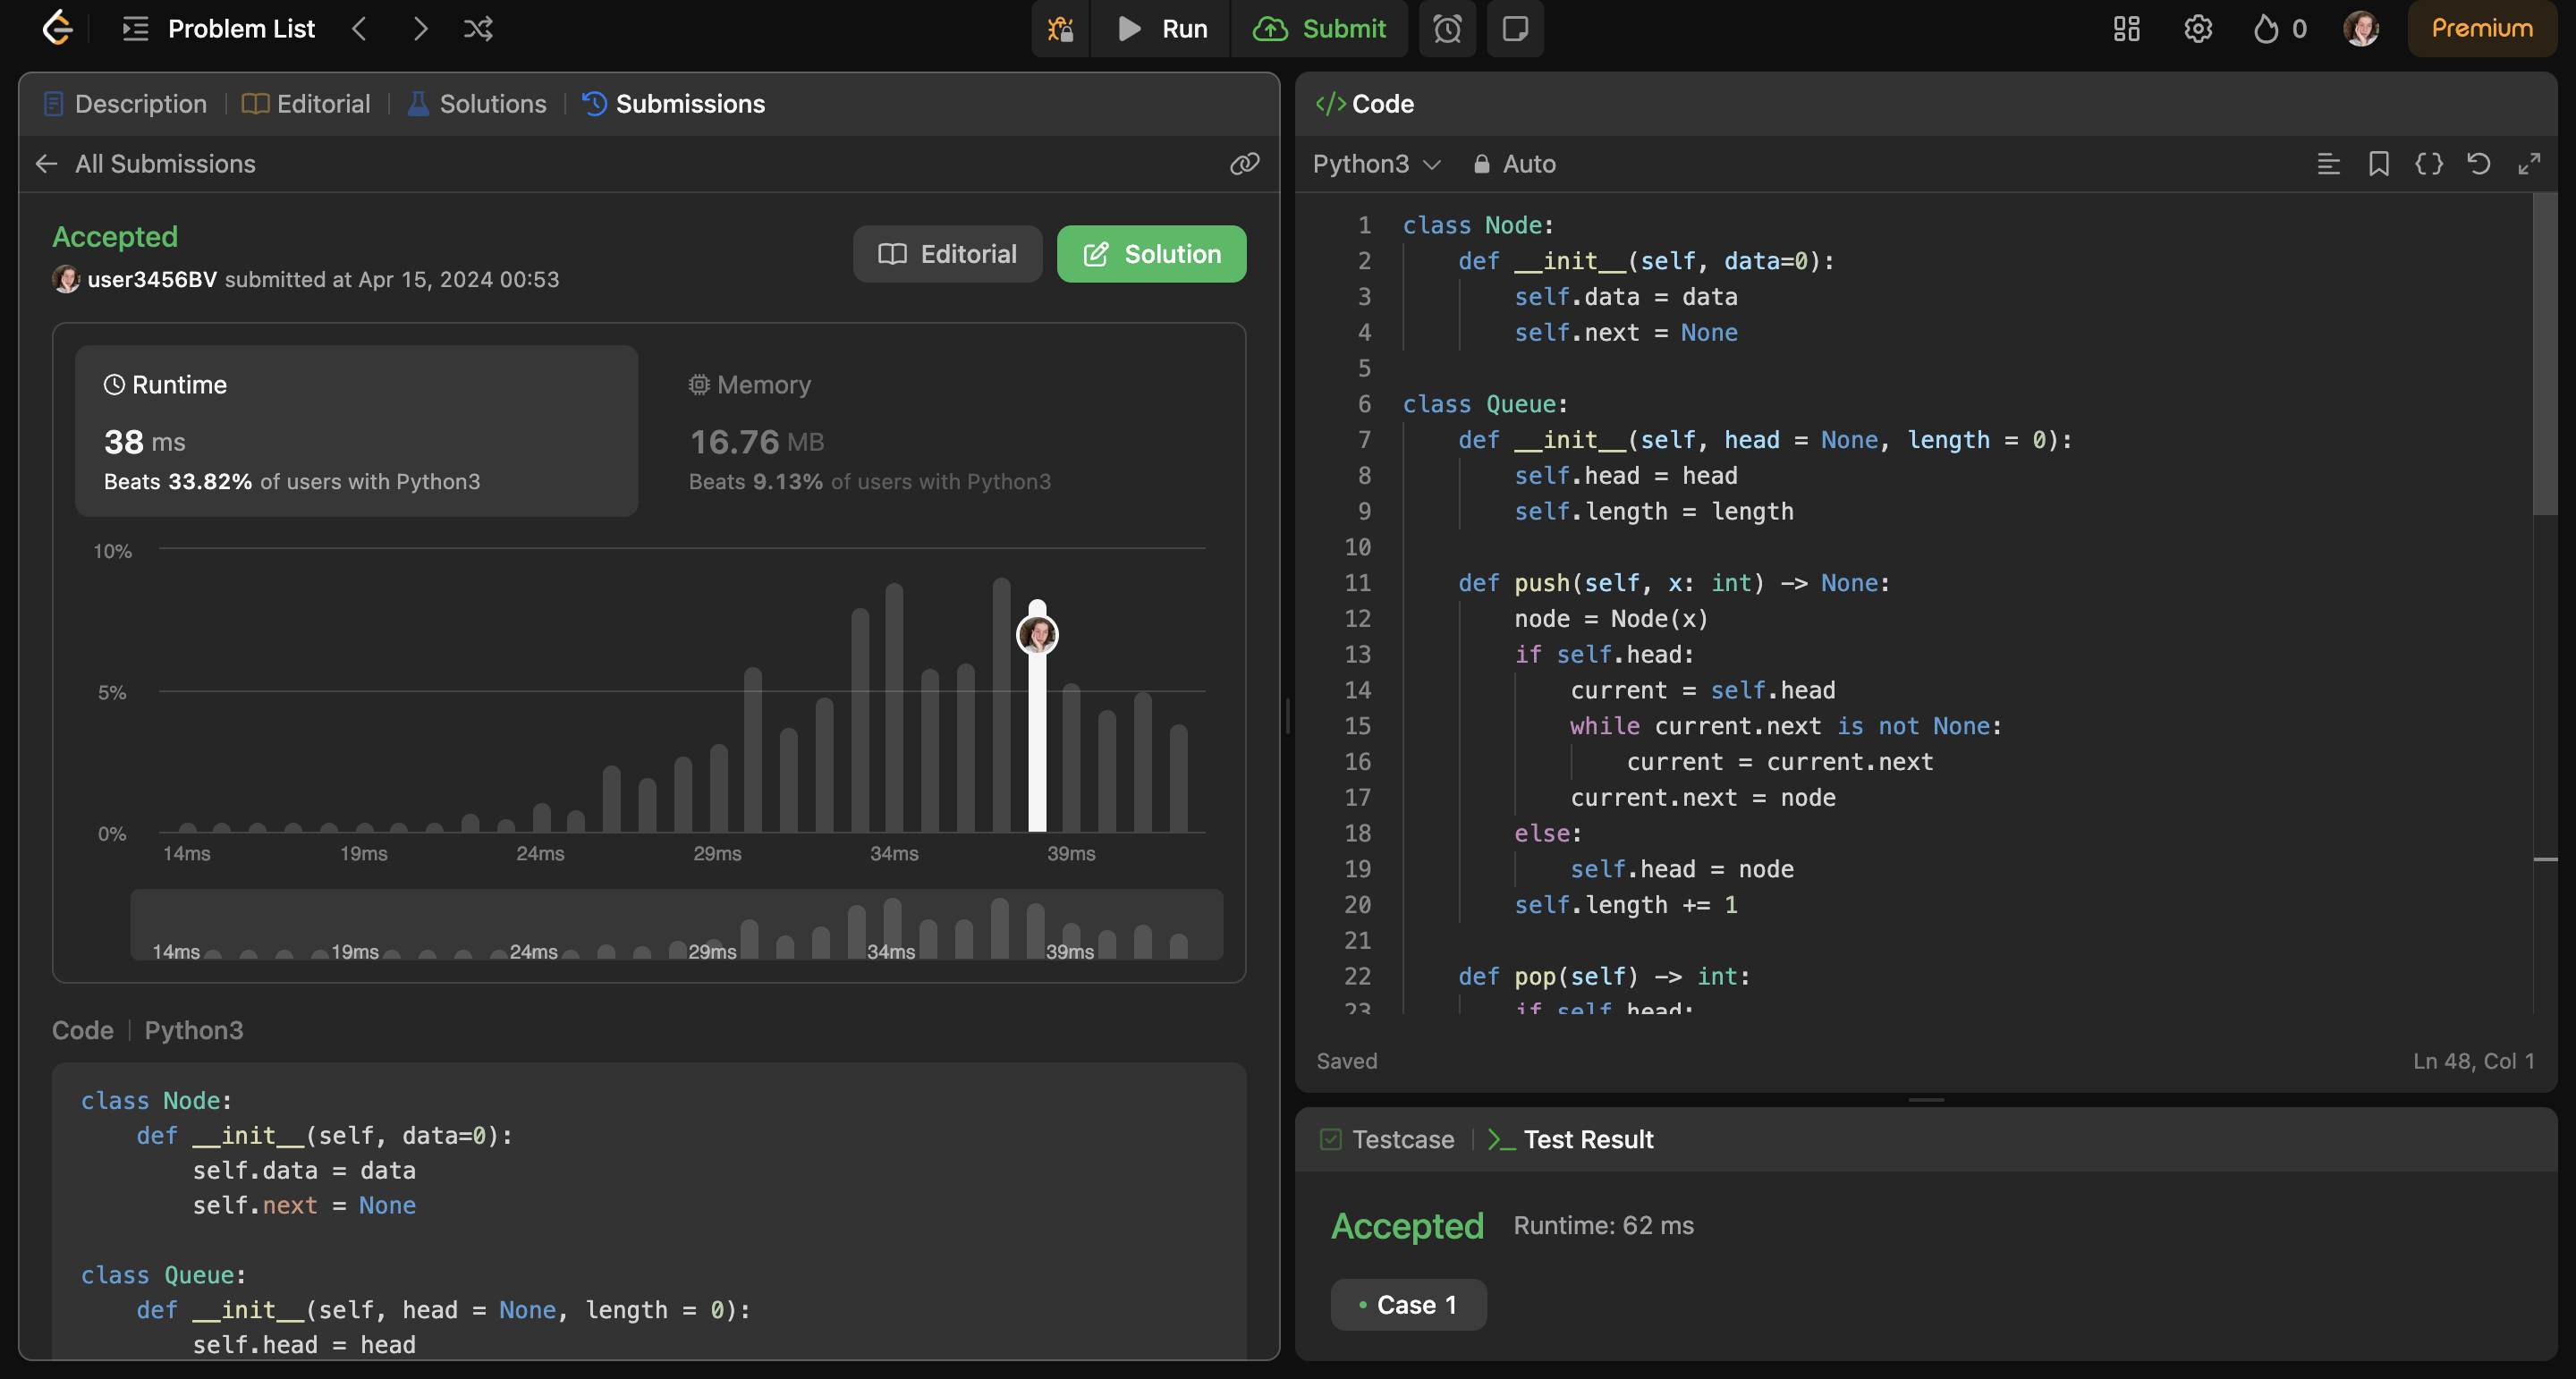 Problem List
Run
Submit
0
Premium
Description
Editorial
Solutions
Submissions
All Submissions
Accepted
user3456BV submitted at Apr 15, 2024 00:53
Editorial
Solution
Runtime
38 ms
Beats 33.82% of users with Python3
Memory
16.76 MB
Beats 9.13% of users with Python3
10%
5%
0%
14ms 19ms 24ms 29ms 34ms 39ms
14ms 19ms 24ms 29ms 34ms 39ms
Code | Python3
class Node:
def __init__(self, data=0):
self.data = data
self.next = None
class Queue:
def __init__(self, head = None, length = 0):
self.head = head
</> Code
Python3
Auto
1 class Node:
2 def __init__(self, data=0):
3 self.data = data
4 self.next = None
5
6 class Queue:
7 def __init__(self, head = None, length = 0):
8 self.head = head
9 self.length = length
10
11 def push(self, x: int) -> None:
12 node = Node(x)
13 if self.head:
14 current = self.head
15 while current.next is not None:
16 current = current.next
17 current.next = node
18 else:
19 self.head = node
20 self.length += 1
21
22 def pop(self) -> int:
23 if self.head:
Saved
Ln 48, Col 1
Testcase
>_ Test Result
Accepted Runtime: 62 ms
• Case 1